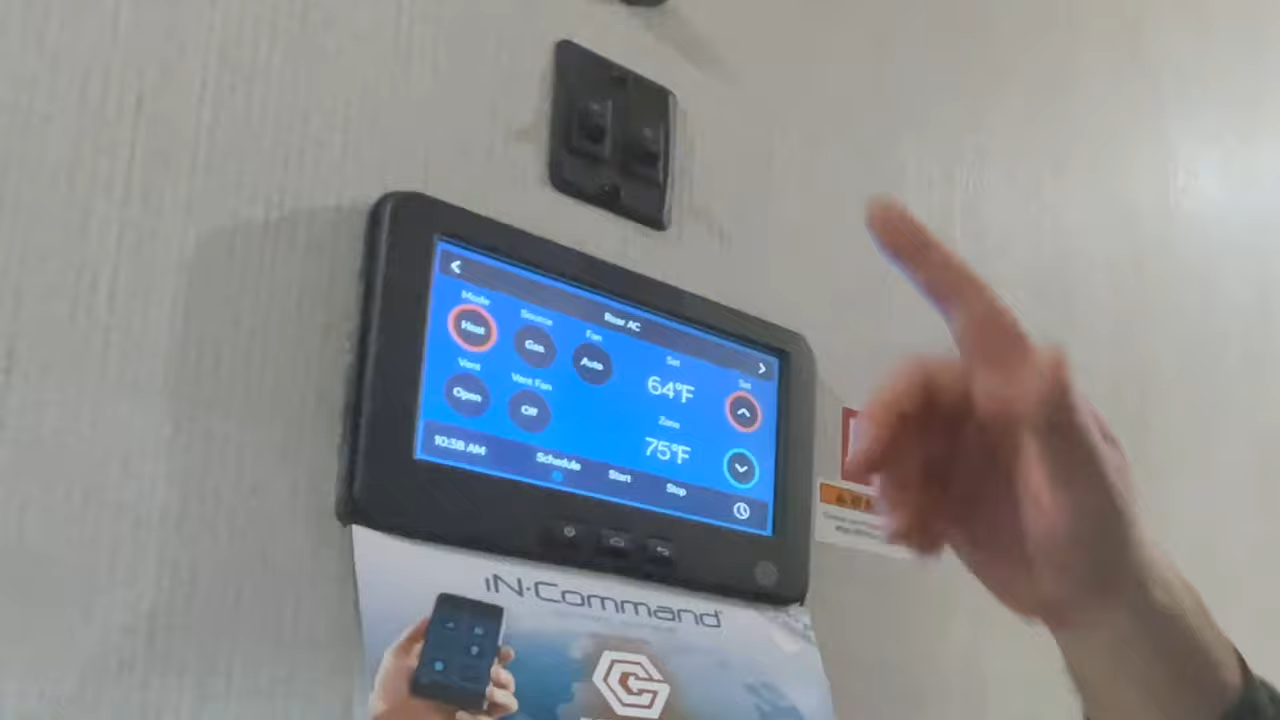 Rear AC
Mode
Heat
Source
Gas
Fan
Auto
Set
64°F
Set
Vent
Open
Vent Fan
Off
Zone
75°F
10:38 AM
Schedule
Start
Stop
iN·Command